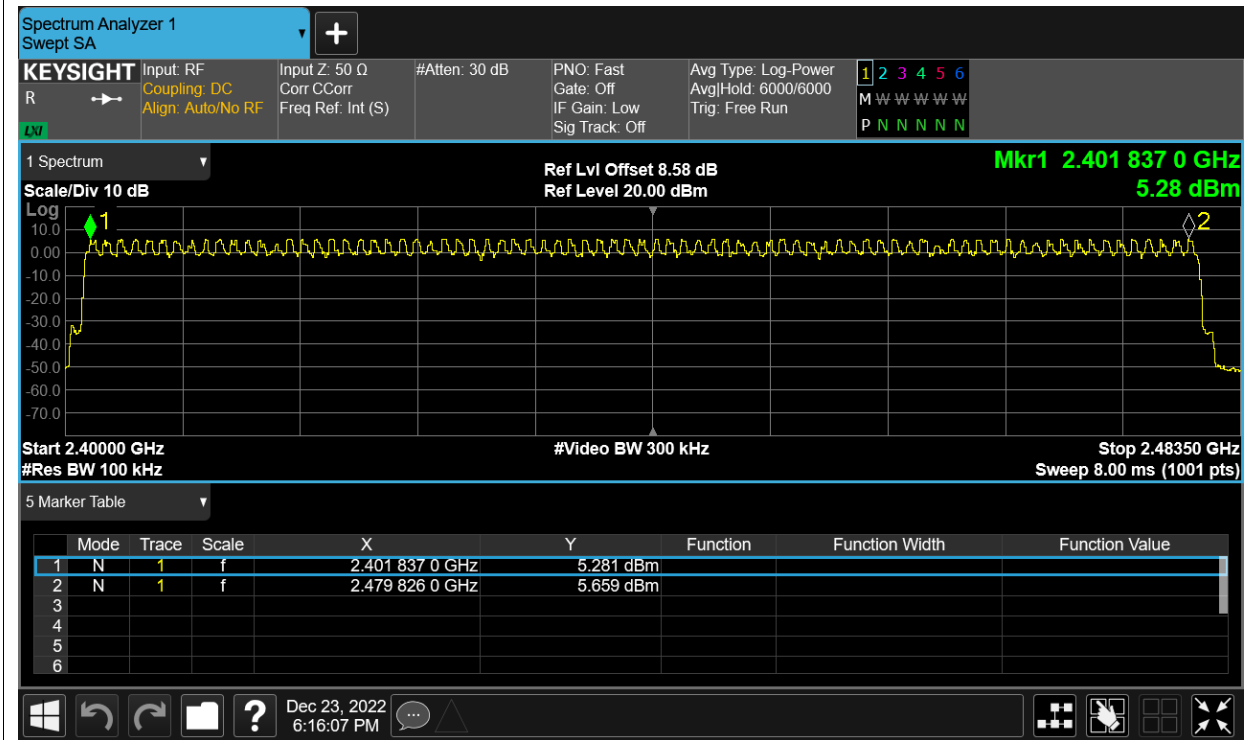 Spectrum Analyzer 1
Swept SA
KEYSIGHT
R
LXI
Input: RF
Coupling: DC
Align: Auto/No RF
Input Z: 50 Ω
Corr CCorr
Freq Ref: Int (S)
#Atten: 30 dB
PNO: Fast
Gate: Off
IF Gain: Low
Sig Track: Off
Avg Type: Log-Power
Avg|Hold: 6000/6000
Trig: Free Run
1 2 3 4 5 6
M W W W W W
P N N N N N
1 Spectrum
Scale/Div 10 dB
Ref Lvl Offset 8.58 dB
Ref Level 20.00 dBm
Mkr1 2.401 837 0 GHz
5.28 dBm
Log
1
2
10.0
0.00
-10.0
-20.0
-30.0
-40.0
-50.0
-60.0
-70.0
Start 2.40000 GHz
#Res BW 100 kHz
#Video BW 300 kHz
Stop 2.48350 GHz
Sweep 8.00 ms (1001 pts)
5 Marker Table
Mode Trace Scale X Y Function Function Width Function Value
1 N 1 f 2.401 837 0 GHz 5.281 dBm
2 N 1 f 2.479 826 0 GHz 5.659 dBm
3
4
5
6
?
Dec 23, 2022
6:16:07 PM